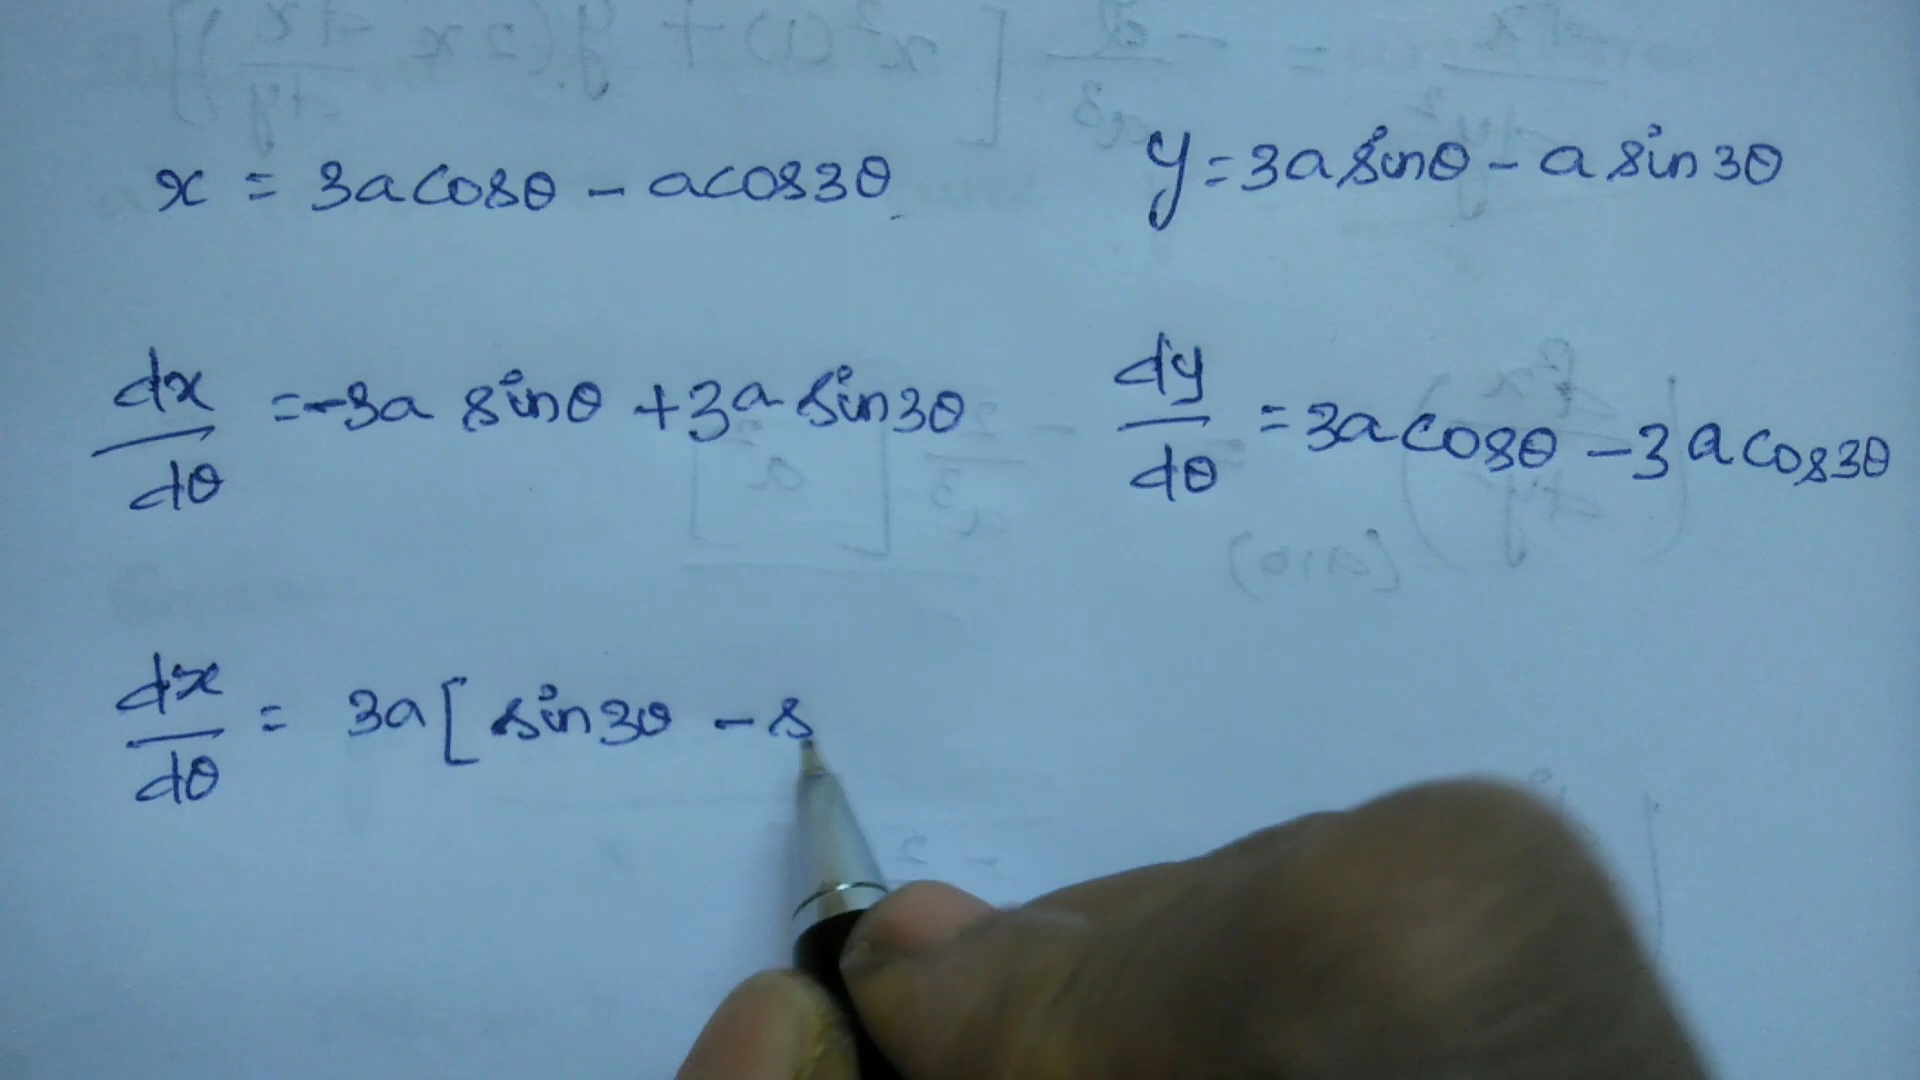 x = 3a cosθ - a cos3θ
y = 3a sinθ - a sin3θ
dx/dθ = -3a sinθ + 3a sin3θ
dy/dθ = 3a cosθ - 3a cos3θ
dx/dθ = 3a [ sin3θ - s